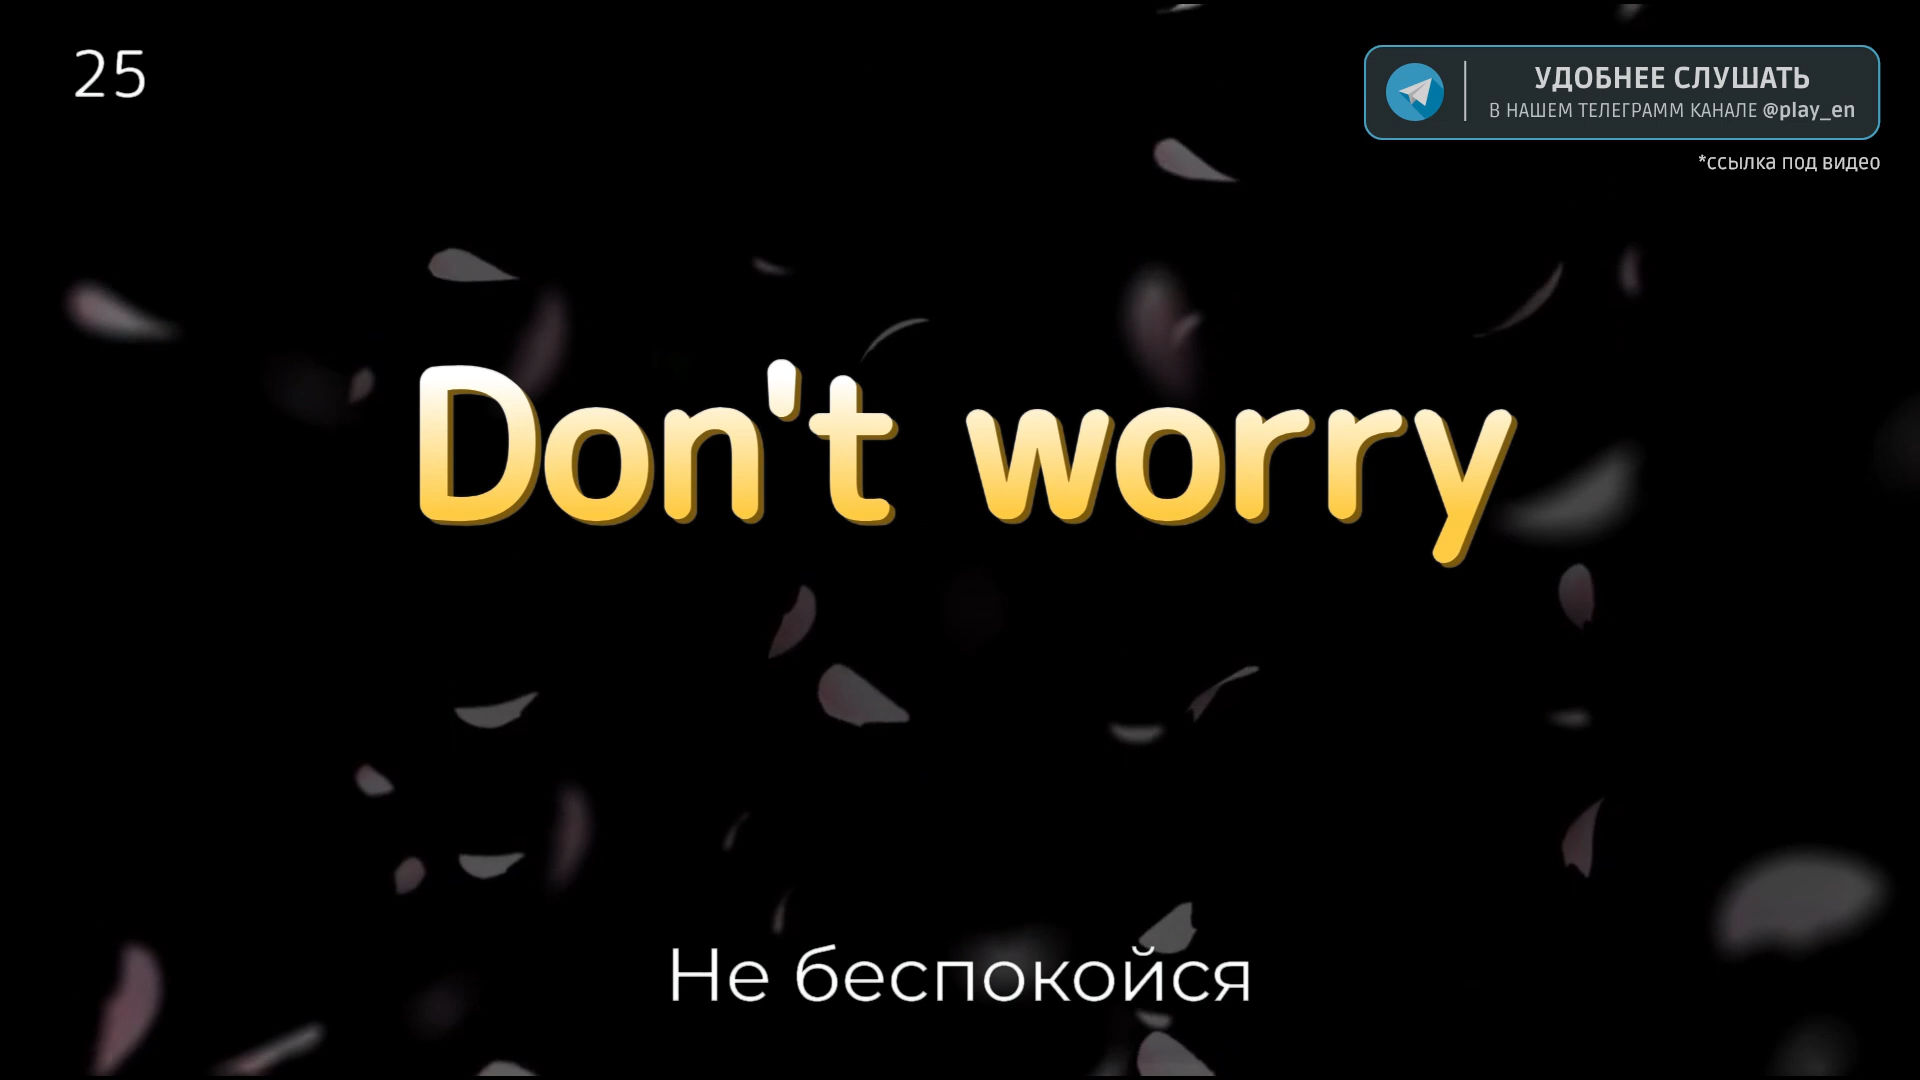 25
УДОБНЕЕ СЛУШАТЬ
В НАШЕМ ТЕЛЕГРАММ КАНАЛЕ @play_en
*ссылка под видео
Don't worry
Не беспокойся